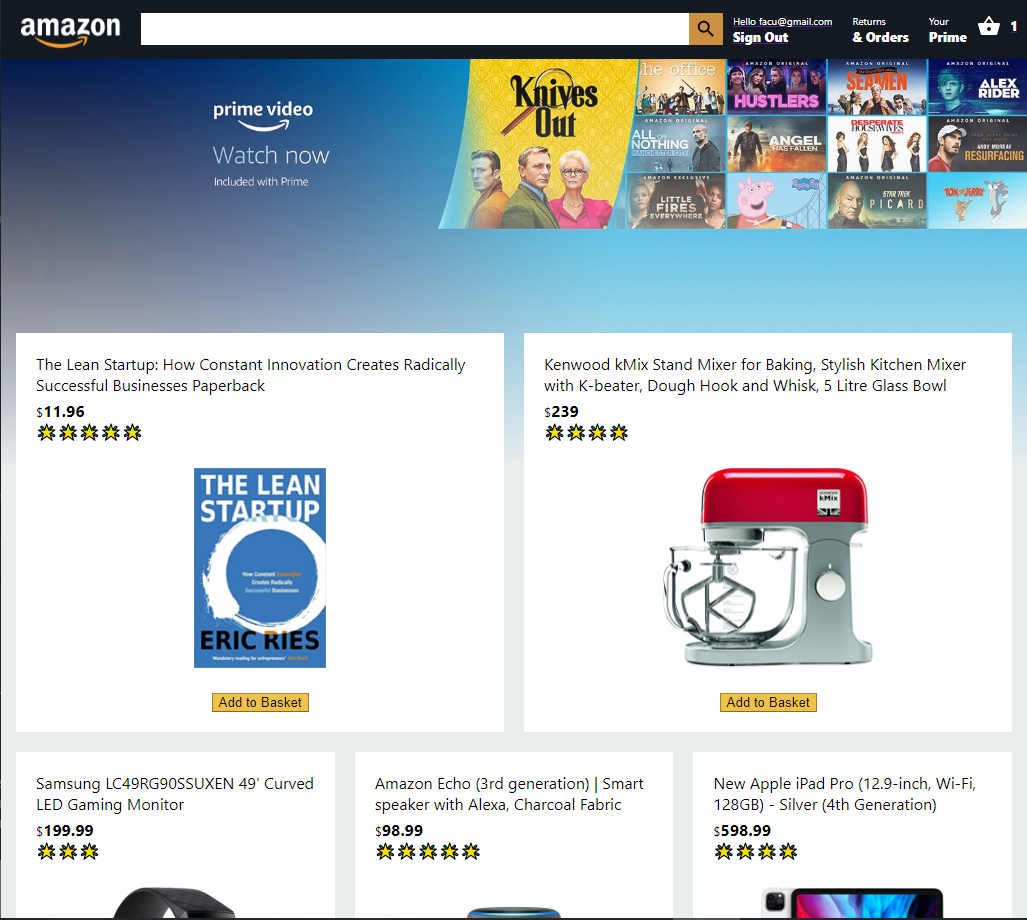 amazon
Hello facu@gmail.com
Sign Out
Returns
& Orders
Your
Prime
1
prime video
Watch now
Included with Prime
Knives
Out
the office
AMAZON ORIGINAL
HUSTLERS
AMAZON ORIGINAL
SEAMEN
AMAZON ORIGINAL
ALEX
RIDER
AMAZON ORIGINAL
ALL OR
NOTHING
MANCHESTER CITY
ANGEL
HAS FALLEN
DESPERATE
HOUSEWIVES
AMAZON ORIGINAL
ANDY MURRAY
RESURFACING
AMAZON EXCLUSIVE
LITTLE
FIRES
EVERYWHERE
Peppa Pig
AMAZON ORIGINAL
STAR TREK
PICARD
TOM and JERRY
The Lean Startup: How Constant Innovation Creates Radically
Successful Businesses Paperback
$11.96
THE LEAN
STARTUP
How Constant Innovation
Creates Radically
Successful Businesses
ERIC RIES
'Mandatory reading for entrepreneurs'
Add to Basket
Kenwood kMix Stand Mixer for Baking, Stylish Kitchen Mixer
with K-beater, Dough Hook and Whisk, 5 Litre Glass Bowl
$239
KENWOOD
kMix
Add to Basket
Samsung LC49RG90SSUXEN 49' Curved
LED Gaming Monitor
$199.99
Amazon Echo (3rd generation) | Smart
speaker with Alexa, Charcoal Fabric
$98.99
New Apple iPad Pro (12.9-inch, Wi-Fi,
128GB) - Silver (4th Generation)
$598.99